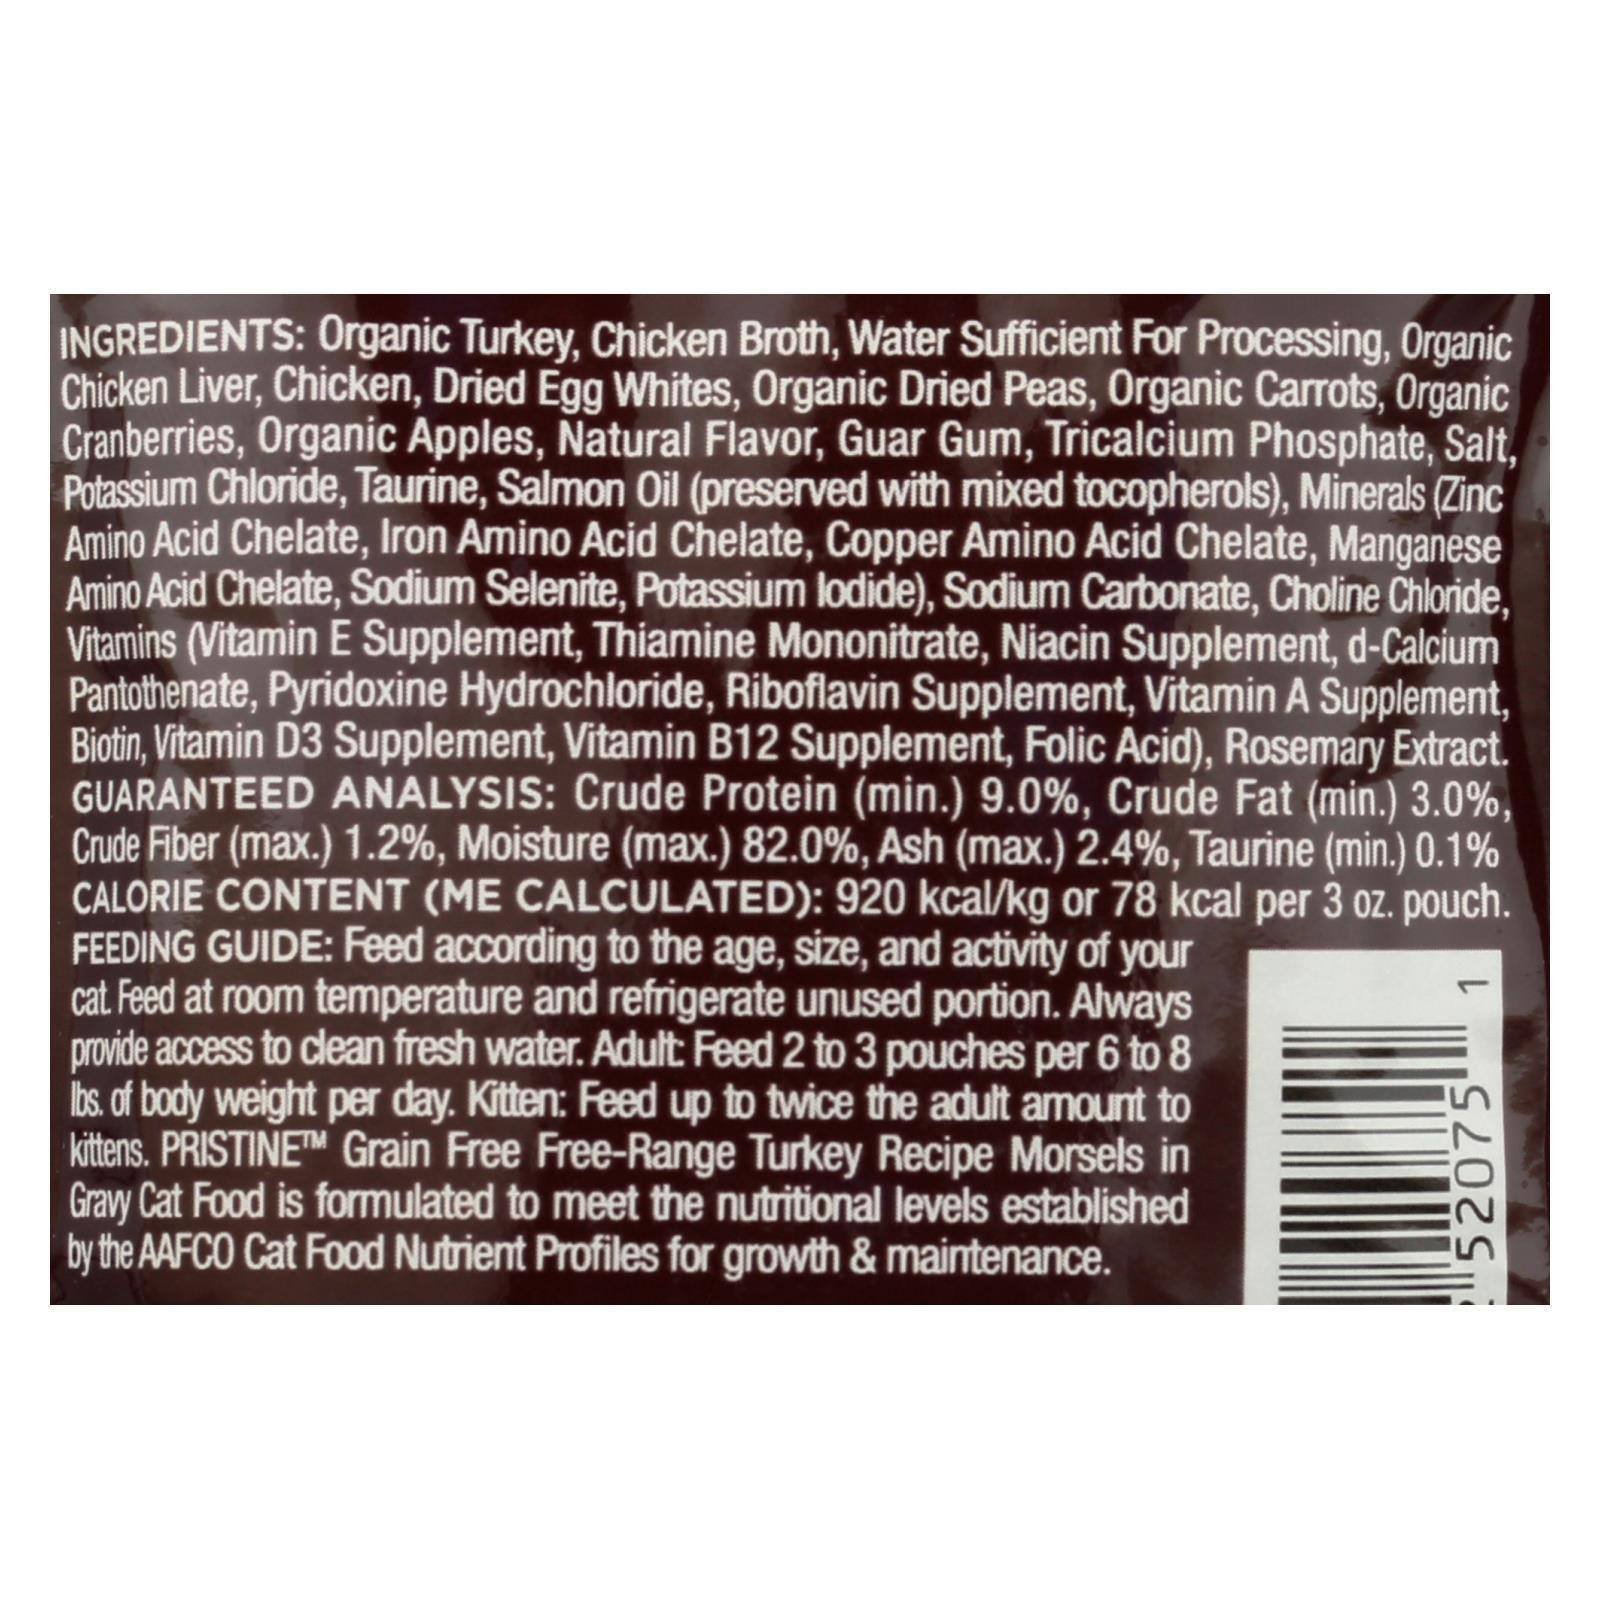 INGREDIENTS: Organic Turkey, Chicken Broth, Water Sufficient For Processing, Organic
Chicken Liver, Chicken, Dried Egg Whites, Organic Dried Peas, Organic Carrots, Organic
Cranberries, Organic Apples, Natural Flavor, Guar Gum, Tricalcium Phosphate, Salt,
Potassium Chloride, Taurine, Salmon Oil (preserved with mixed tocopherols), Minerals (Zinc
Amino Acid Chelate, Iron Amino Acid Chelate, Copper Amino Acid Chelate, Manganese
Amino Acid Chelate, Sodium Selenite, Potassium Iodide), Sodium Carbonate, Choline Chloride,
Vitamins (Vitamin E Supplement, Thiamine Mononitrate, Niacin Supplement, d-Calcium
Pantothenate, Pyridoxine Hydrochloride, Riboflavin Supplement, Vitamin A Supplement,
Biotin, Vitamin D3 Supplement, Vitamin B12 Supplement, Folic Acid), Rosemary Extract.
GUARANTEED ANALYSIS: Crude Protein (min.) 9.0%, Crude Fat (min.) 3.0%,
Crude Fiber (max.) 1.2%, Moisture (max.) 82.0%, Ash (max.) 2.4%, Taurine (min.) 0.1%
CALORIE CONTENT (ME CALCULATED): 920 kcal/kg or 78 kcal per 3 oz. pouch.
FEEDING GUIDE: Feed according to the age, size, and activity of your
cat. Feed at room temperature and refrigerate unused portion. Always
provide access to clean fresh water. Adult: Feed 2 to 3 pouches per 6 to 8
lbs. of body weight per day. Kitten: Feed up to twice the adult amount to
kittens. PRISTINE™ Grain Free Free-Range Turkey Recipe Morsels in
Gravy Cat Food is formulated to meet the nutritional levels established
by the AAFCO Cat Food Nutrient Profiles for growth & maintenance.
52075 1